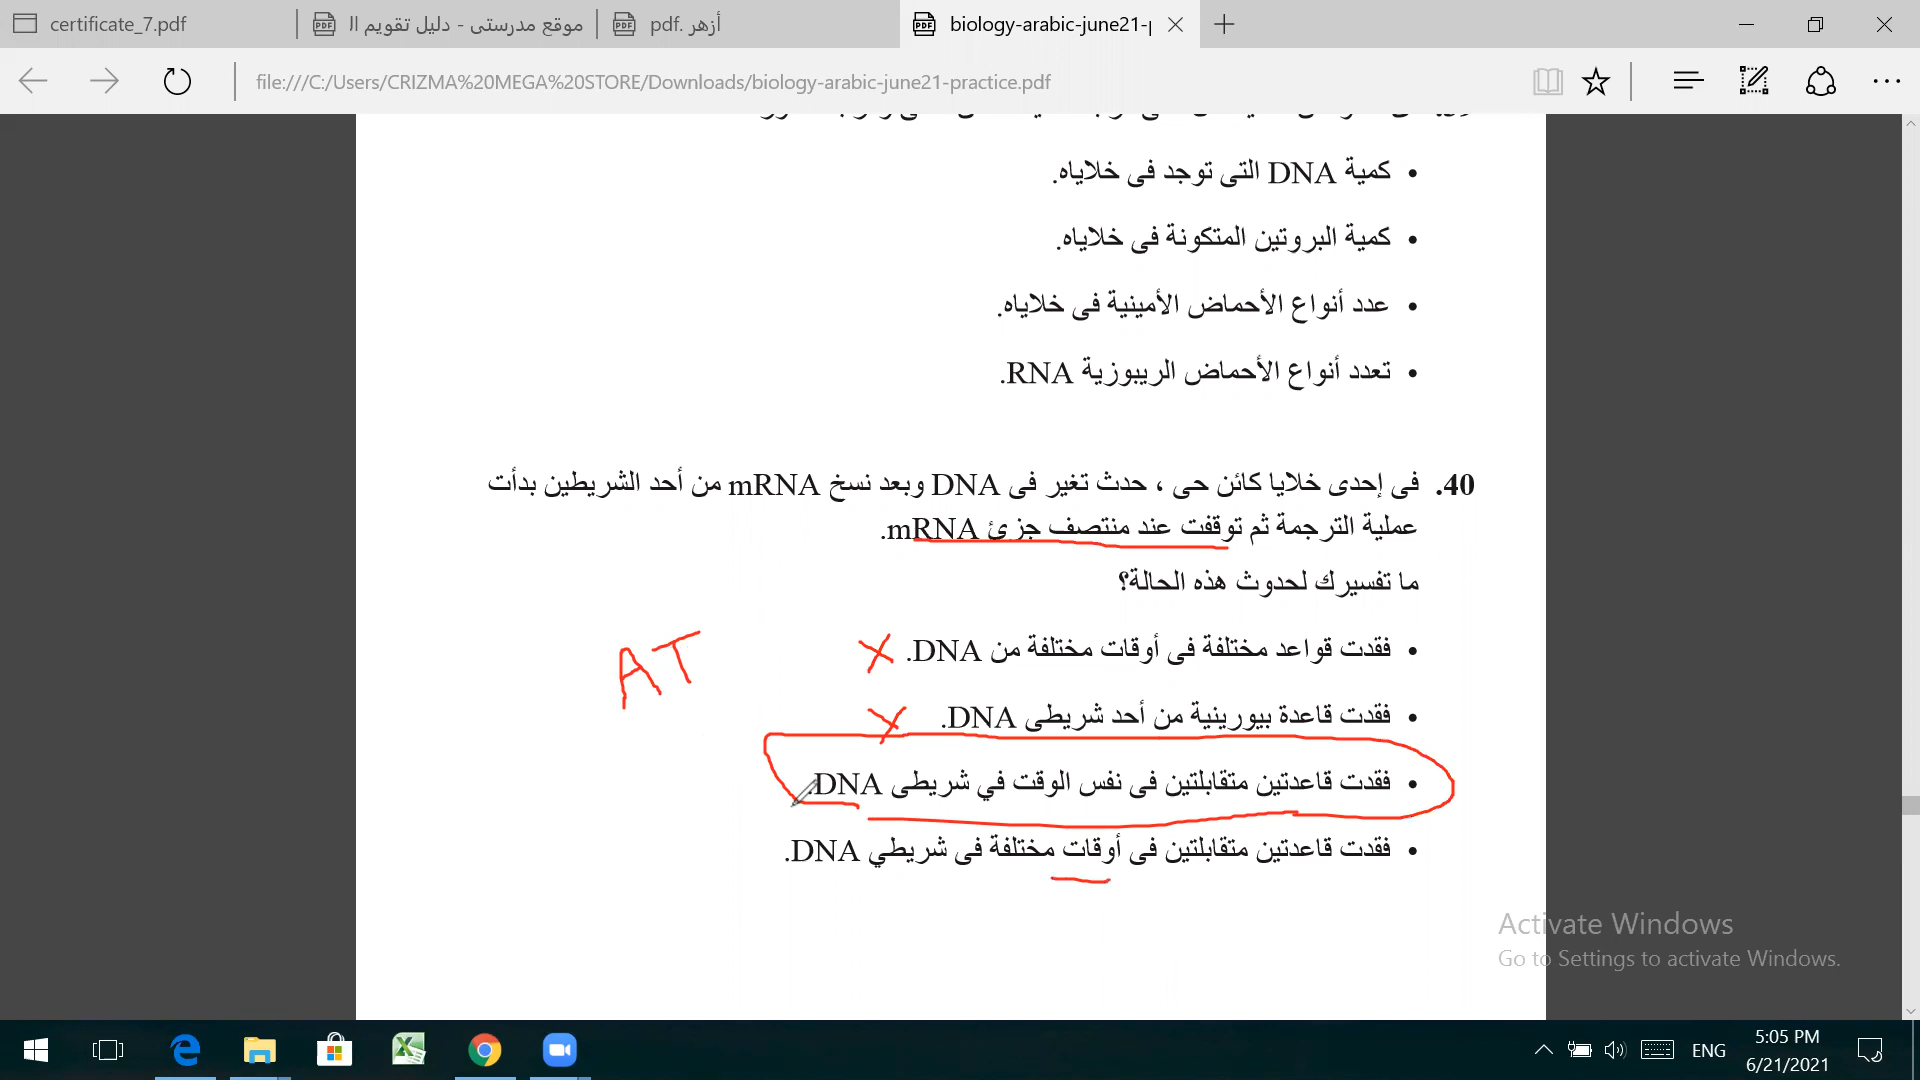 certificate_7.pdf
موقع مدرستى - دليل تقويم ال
أزهر .pdf
biology-arabic-june21-p
file:///C:/Users/CRIZMA%20MEGA%20STORE/Downloads/biology-arabic-june21-practice.pdf
• كمية DNA التى توجد فى خلاياه.
• كمية البروتين المتكونة فى خلاياه.
• عدد أنواع الأحماض الأمينية فى خلاياه.
• تعدد أنواع الأحماض الريبوزية RNA.
40. فى إحدى خلايا كائن حى ، حدث تغير فى DNA وبعد نسخ mRNA من أحد الشريطين بدأت
عملية الترجمة ثم توقفت عند منتصف جزئ mRNA.
ما تفسيرك لحدوث هذه الحالة؟
• فقدت قواعد مختلفة فى أوقات مختلفة من DNA. X
AT
• فقدت قاعدة بيورينية من أحد شريطى DNA. X
• فقدت قاعدتين متقابلتين فى نفس الوقت في شريطى DNA.
• فقدت قاعدتين متقابلتين فى أوقات مختلفة فى شريطي DNA.
Activate Windows
Go to Settings to activate Windows.
ENG
5:05 PM
6/21/2021